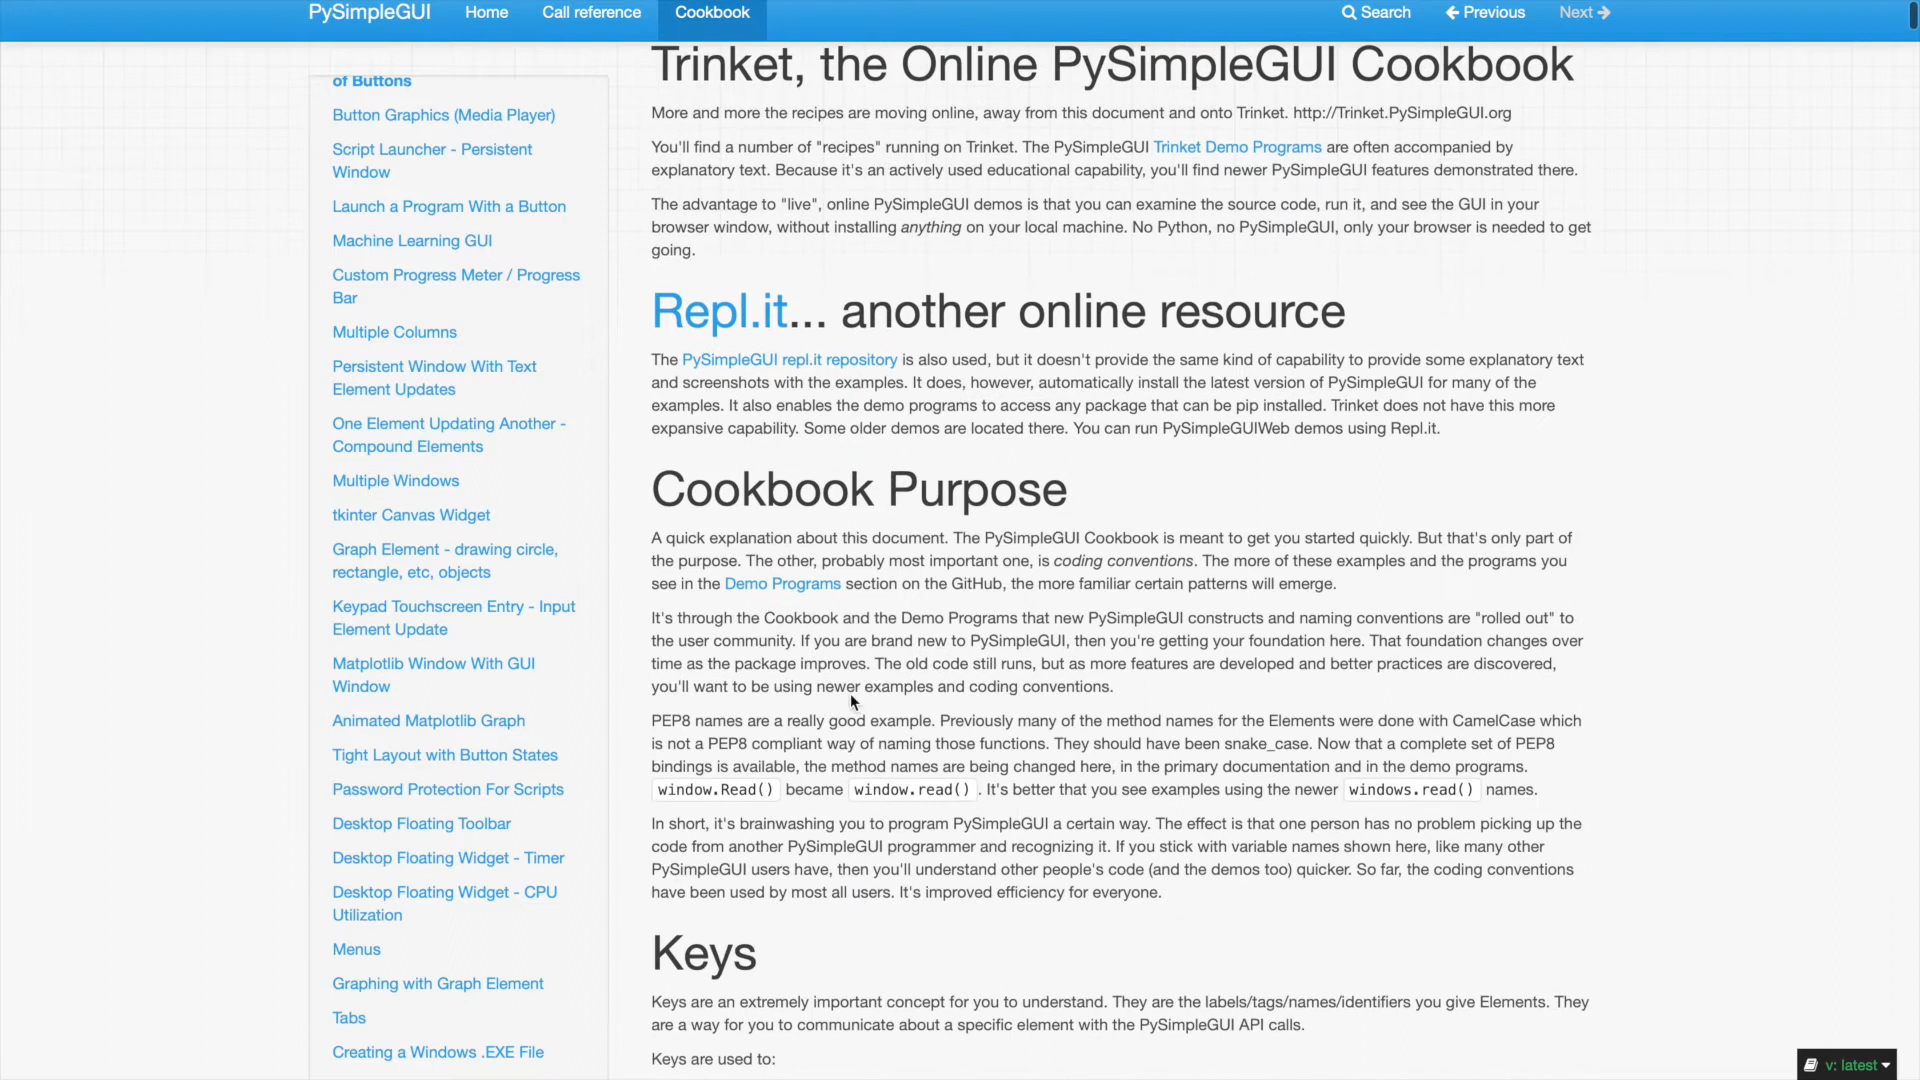 PySimpleGUI Home Call reference Cookbook Search Previous Next
of Buttons
Button Graphics (Media Player)
Script Launcher - Persistent
Window
Launch a Program With a Button
Machine Learning GUI
Custom Progress Meter / Progress
Bar
Multiple Columns
Persistent Window With Text
Element Updates
One Element Updating Another -
Compound Elements
Multiple Windows
tkinter Canvas Widget
Graph Element - drawing circle,
rectangle, etc, objects
Keypad Touchscreen Entry - Input
Element Update
Matplotlib Window With GUI
Window
Animated Matplotlib Graph
Tight Layout with Button States
Password Protection For Scripts
Desktop Floating Toolbar
Desktop Floating Widget - Timer
Desktop Floating Widget - CPU
Utilization
Menus
Graphing with Graph Element
Tabs
Creating a Windows .EXE File
Trinket, the Online PySimpleGUI Cookbook
More and more the recipes are moving online, away from this document and onto Trinket. http://Trinket.PySimpleGUI.org
You'll find a number of "recipes" running on Trinket. The PySimpleGUI Trinket Demo Programs are often accompanied by
explanatory text. Because it's an actively used educational capability, you'll find newer PySimpleGUI features demonstrated there.
The advantage to "live", online PySimpleGUI demos is that you can examine the source code, run it, and see the GUI in your
browser window, without installing anything on your local machine. No Python, no PySimpleGUI, only your browser is needed to get
going.
Repl.it... another online resource
The PySimpleGUI repl.it repository is also used, but it doesn't provide the same kind of capability to provide some explanatory text
and screenshots with the examples. It does, however, automatically install the latest version of PySimpleGUI for many of the
examples. It also enables the demo programs to access any package that can be pip installed. Trinket does not have this more
expansive capability. Some older demos are located there. You can run PySimpleGUIWeb demos using Repl.it.
Cookbook Purpose
A quick explanation about this document. The PySimpleGUI Cookbook is meant to get you started quickly. But that's only part of
the purpose. The other, probably most important one, is coding conventions. The more of these examples and the programs you
see in the Demo Programs section on the GitHub, the more familiar certain patterns will emerge.
It's through the Cookbook and the Demo Programs that new PySimpleGUI constructs and naming conventions are "rolled out" to
the user community. If you are brand new to PySimpleGUI, then you're getting your foundation here. That foundation changes over
time as the package improves. The old code still runs, but as more features are developed and better practices are discovered,
you'll want to be using newer examples and coding conventions.
PEP8 names are a really good example. Previously many of the method names for the Elements were done with CamelCase which
is not a PEP8 compliant way of naming those functions. They should have been snake_case. Now that a complete set of PEP8
bindings is available, the method names are being changed here, in the primary documentation and in the demo programs.
window.Read() became window.read() . It's better that you see examples using the newer windows.read() names.
In short, it's brainwashing you to program PySimpleGUI a certain way. The effect is that one person has no problem picking up the
code from another PySimpleGUI programmer and recognizing it. If you stick with variable names shown here, like many other
PySimpleGUI users have, then you'll understand other people's code (and the demos too) quicker. So far, the coding conventions
have been used by most all users. It's improved efficiency for everyone.
Keys
Keys are an extremely important concept for you to understand. They are the labels/tags/names/identifiers you give Elements. They
are a way for you to communicate about a specific element with the PySimpleGUI API calls.
Keys are used to:
v: latest